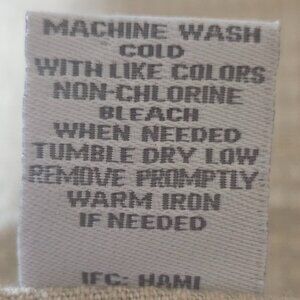 MACHINE WASH
COLD
WITH LIKE COLORS
NON-CHLORINE
BLEACH
WHEN NEEDED
TUMBLE DRY LOW
REMOVE PROMPTLY
WARM IRON
IF NEEDED
IFC: HAMI